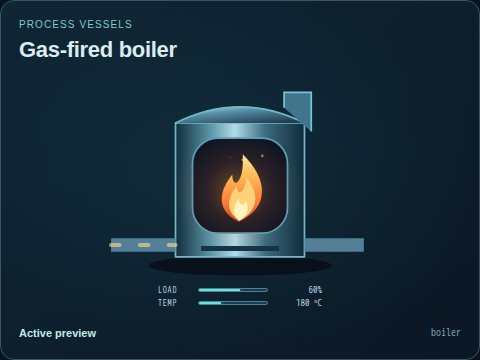 PROCESS VESSELS
Gas-fired boiler
LOAD 60%
TEMP 180 °C
Active preview
boiler